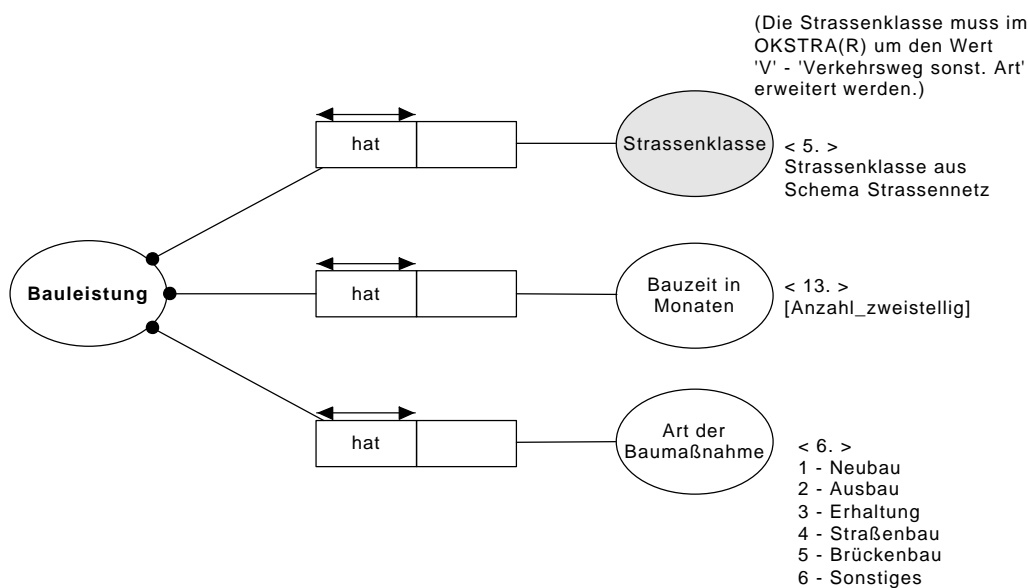 (Die Strassenklasse muss im
OKSTRA(R) um den Wert
'V' - 'Verkehrsweg sonst. Art'
erweitert werden.)
hat
Strassenklasse
< 5. >
Strassenklasse aus
Schema Strassennetz
Bauleistung
hat
Bauzeit in
Monaten
< 13. >
[Anzahl_zweistellig]
hat
Art der
Baumaßnahme
< 6. >
1 - Neubau
2 - Ausbau
3 - Erhaltung
4 - Straßenbau
5 - Brückenbau
6 - Sonstiges